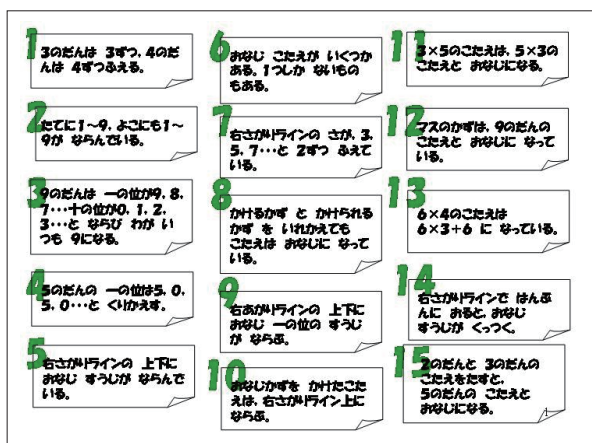 1
3のだんは 3ずつ、4のだ
んは 4ずつふえる。
2
たてに1~9、よこにも1~
9が ならんでいる。
3
9のだんは 一の位が9、8、
7・・・十の位が0、1、2、
3・・・と ならび わが い
つも 9になる。
4
5のだんの 一の位は5、0、
5、0・・・と くりかえす。
5
右さがりラインの 上下に
おなじ すうじが ならんで
いる。
6
おなじ こたえが いくつか
ある。1つしか ないもの
もある。
7
右さがりラインの さが、3、
5、7・・・と 2ずつ ふえて
いる。
8
かけるかず と かけられる
かず を いれかえても
こたえは おなじに なって
いる。
9
右あがりラインの 上下に
おなじ 一の位の すうじ
が ならぶ。
10
おなじかずを かけたこた
えは、右さがりライン上に
ならぶ。
11
3×5のこたえは、5×3の
こたえと おなじになる。
12
マスのかずは、9のだんの
こたえと おなじに なって
いる。
13
6×4のこたえは
6×3+6 に なっている。
14
右さがりラインで はんぶ
んに おると、おなじ
すうじが くっつく。
15
2のだんと 3のだんの
こたえをたすと、
5のだんの こたえと
おなじになる。
1